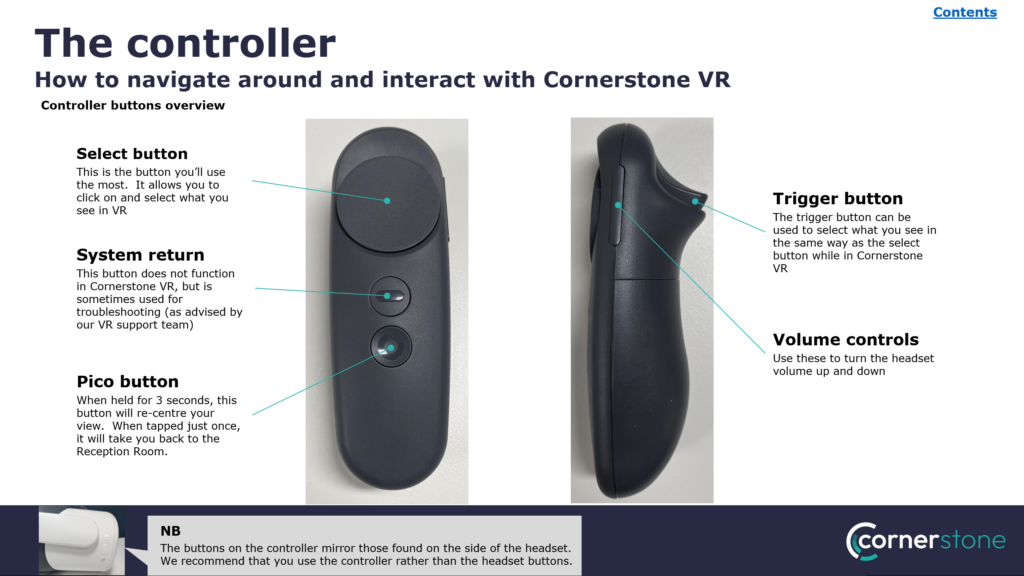 Contents
The controller
How to navigate around and interact with Cornerstone VR
Controller buttons overview
Select button
This is the button you’ll use
the most.  It allows you to
click on and select what you
see in VR
System return
This button does not function
in Cornerstone VR, but is
sometimes used for
troubleshooting (as advised by
our VR support team)
Pico button
When held for 3 seconds, this
button will re-centre your
view.  When tapped just once,
it will take you back to the
Reception Room.
Trigger button
The trigger button can be
used to select what you see in
the same way as the select
button while in Cornerstone
VR
Volume controls
Use these to turn the headset
volume up and down
NB
The buttons on the controller mirror those found on the side of the headset.
We recommend that you use the controller rather than the headset buttons.
cornerstone